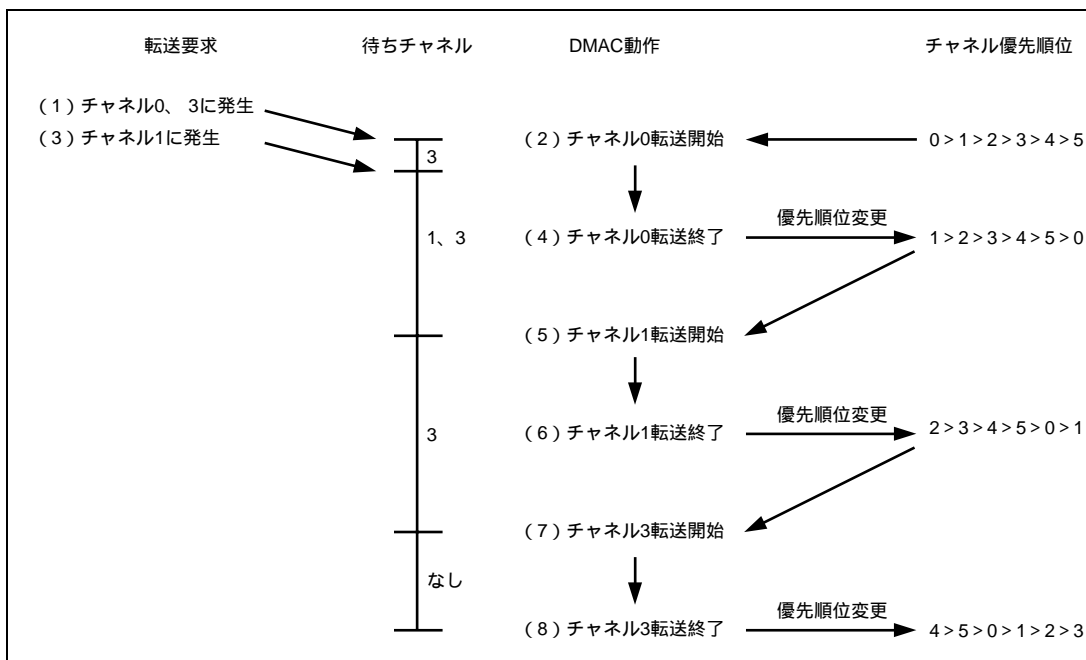 転送要求 待ちチャネル DMAC動作 チャネル優先順位
(1)チャネル0、3に発生
(3)チャネル1に発生 (2)チャネル0転送開始 0>1>2>3>4>5
3
優先順位変更
1、3 (4)チャネル0転送終了 1>2>3>4>5>0
(5)チャネル1転送開始
優先順位変更
3 (6)チャネル1転送終了 2>3>4>5>0>1
(7)チャネル3転送開始
なし
優先順位変更
(8)チャネル3転送終了 4>5>0>1>2>3